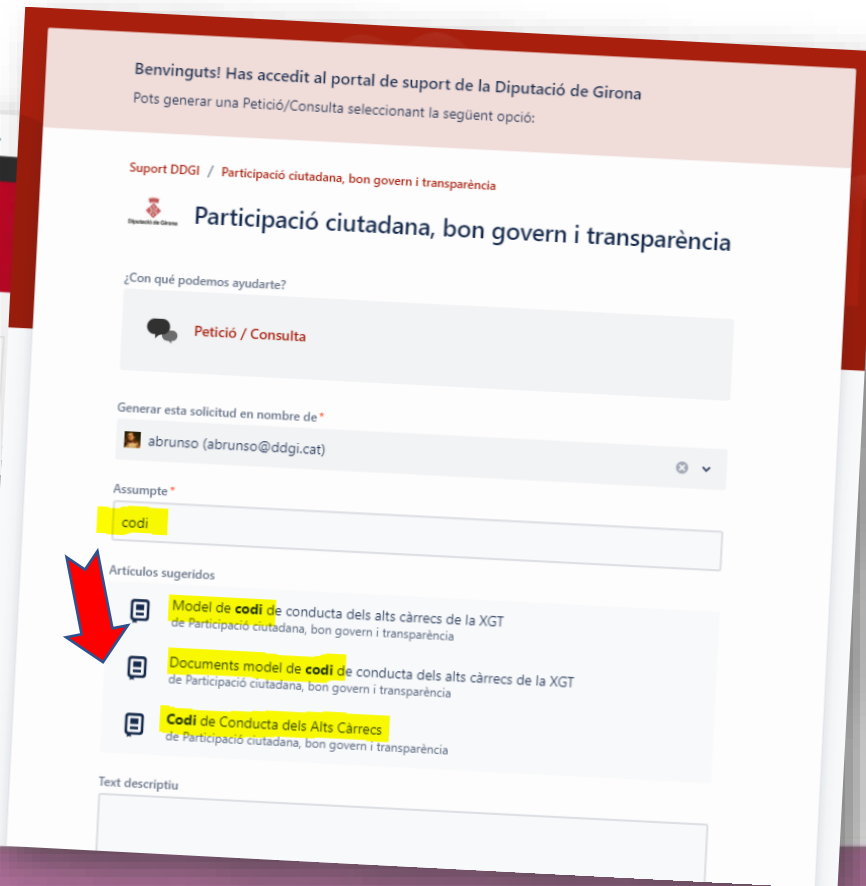 Benvinguts! Has accedit al portal de suport de la Diputació de Girona
Pots generar una Petició/Consulta seleccionant la següent opció:
Suport DDGI / Participació ciutadana, bon govern i transparència
Diputació de Girona
Participació ciutadana, bon govern i transparència
¿Con qué podemos ayudarte?
Petició / Consulta
Generar esta solicitud en nombre de *
abrunso (abrunso@ddgi.cat)
Assumpte *
codi
Artículos sugeridos
Model de codi de conducta dels alts càrrecs de la XGT
de Participació ciutadana, bon govern i transparència
Documents model de codi de conducta dels alts càrrecs de la XGT
de Participació ciutadana, bon govern i transparència
Codi de Conducta dels Alts Càrrecs
de Participació ciutadana, bon govern i transparència
Text descriptiu